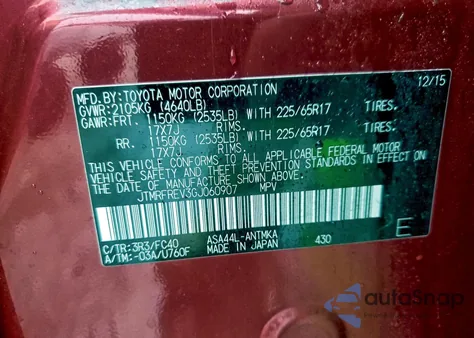 MFD.BY:TOYOTA MOTOR CORPORATION 12/15
GVWR:2105KG (4640LB)
GAWR:FRT. 1150KG (2535LB) WITH 225/65R17 TIRES.
17X7J RIMS.
RR. 1150KG (2535LB) WITH 225/65R17 TIRES.
17X7J RIMS.
THIS VEHICLE CONFORMS TO ALL APPLICABLE FEDERAL MOTOR
VEHICLE SAFETY AND THEFT PREVENTION STANDARDS IN EFFECT
ON THE DATE OF MANUFACTURE SHOWN ABOVE.
JTMRFREV3GJ060907 MPV
C/TR:3R3/FC40 ASA44L-ANTMKA 430 E
A/TM:-03A/U760F MADE IN JAPAN
autoSnap